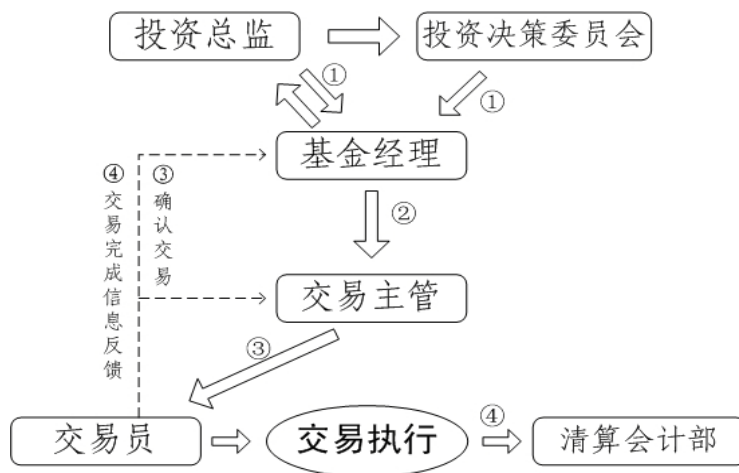 投资总监
投资决策委员会
①
①
基金经理
④交易完成信息反馈
③确认交易
②
交易主管
③
交易员
交易执行
④
清算会计部